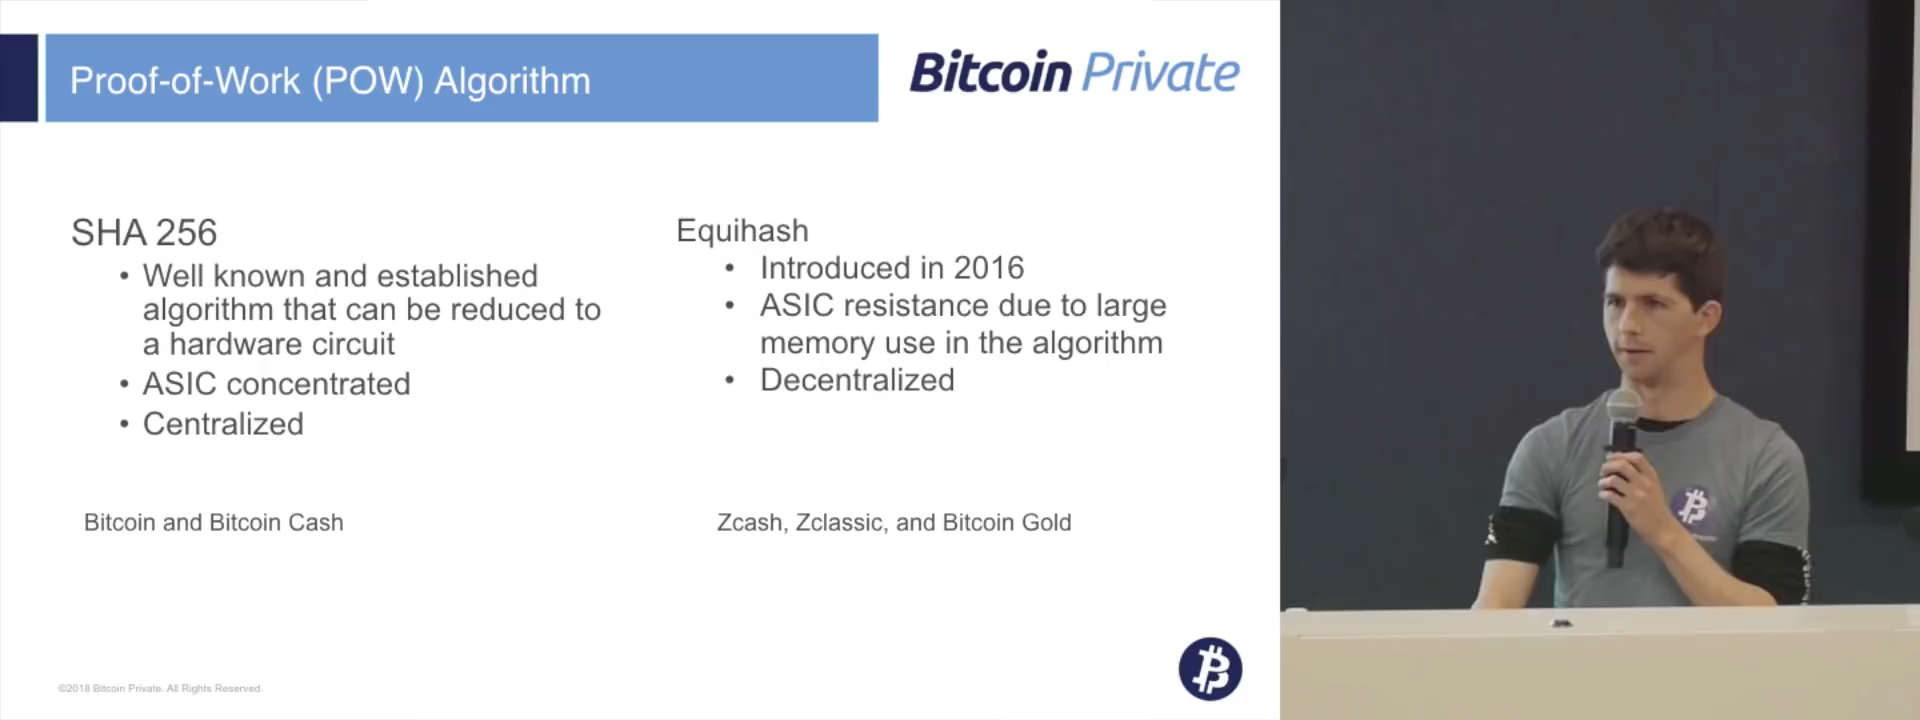 Proof-of-Work (POW) Algorithm
Bitcoin Private
SHA 256
• Well known and established
algorithm that can be reduced to
a hardware circuit
• ASIC concentrated
• Centralized
Bitcoin and Bitcoin Cash
Equihash
• Introduced in 2016
• ASIC resistance due to large
memory use in the algorithm
• Decentralized
Zcash, Zclassic, and Bitcoin Gold
©2018 Bitcoin Private. All Rights Reserved.